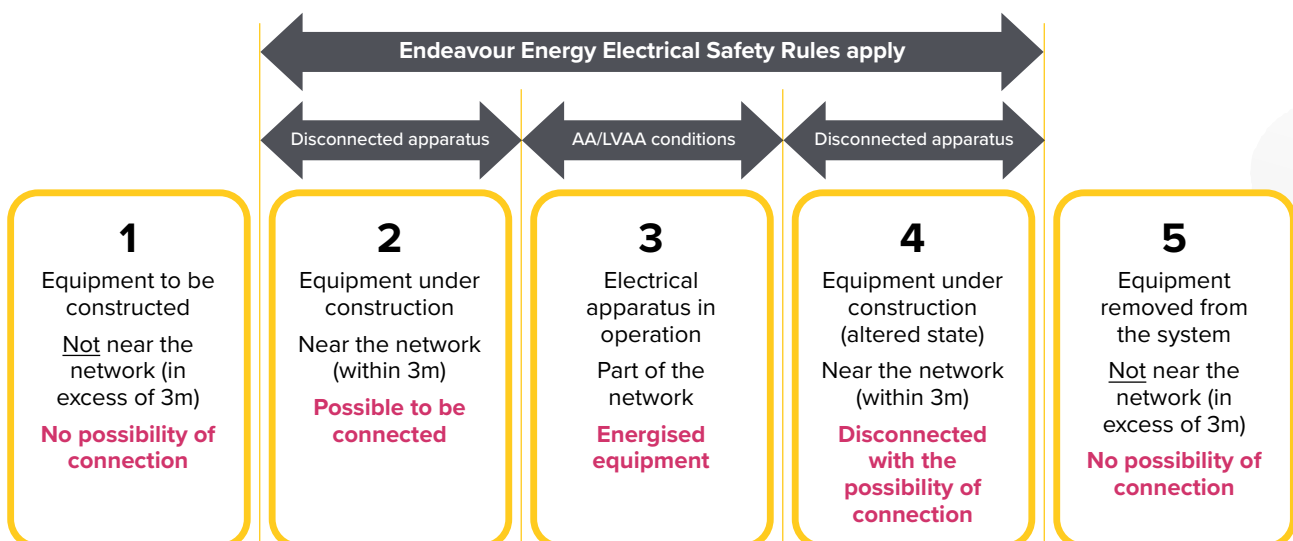 Endeavour Energy Electrical Safety Rules apply
Disconnected apparatus
AA/LVAA conditions
Disconnected apparatus
1
Equipment to be
constructed
Not near the
network (in
excess of 3m)
No possibility of
connection
2
Equipment under
construction
Near the network
(within 3m)
Possible to be
connected
3
Electrical
apparatus in
operation
Part of the
network
Energised
equipment
4
Equipment under
construction
(altered state)
Near the network
(within 3m)
Disconnected
with the
possibility of
connection
5
Equipment
removed from
the system
Not near the
network (in
excess of 3m)
No possibility of
connection